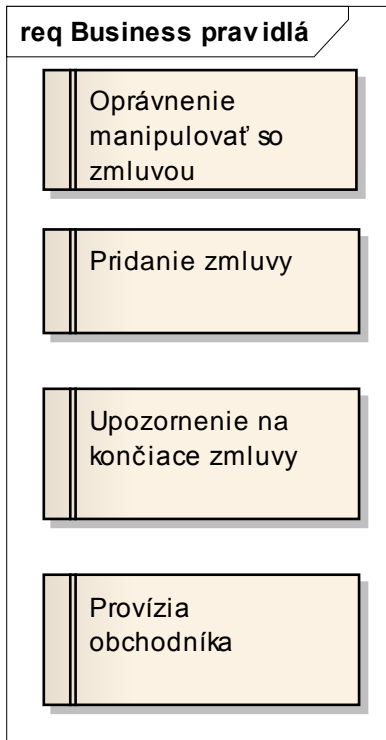 req Business pravidlá
Oprávnenie
manipulovať so
zmluvou
Pridanie zmluvy
Upozornenie na
končiace zmluvy
Provízia
obchodníka